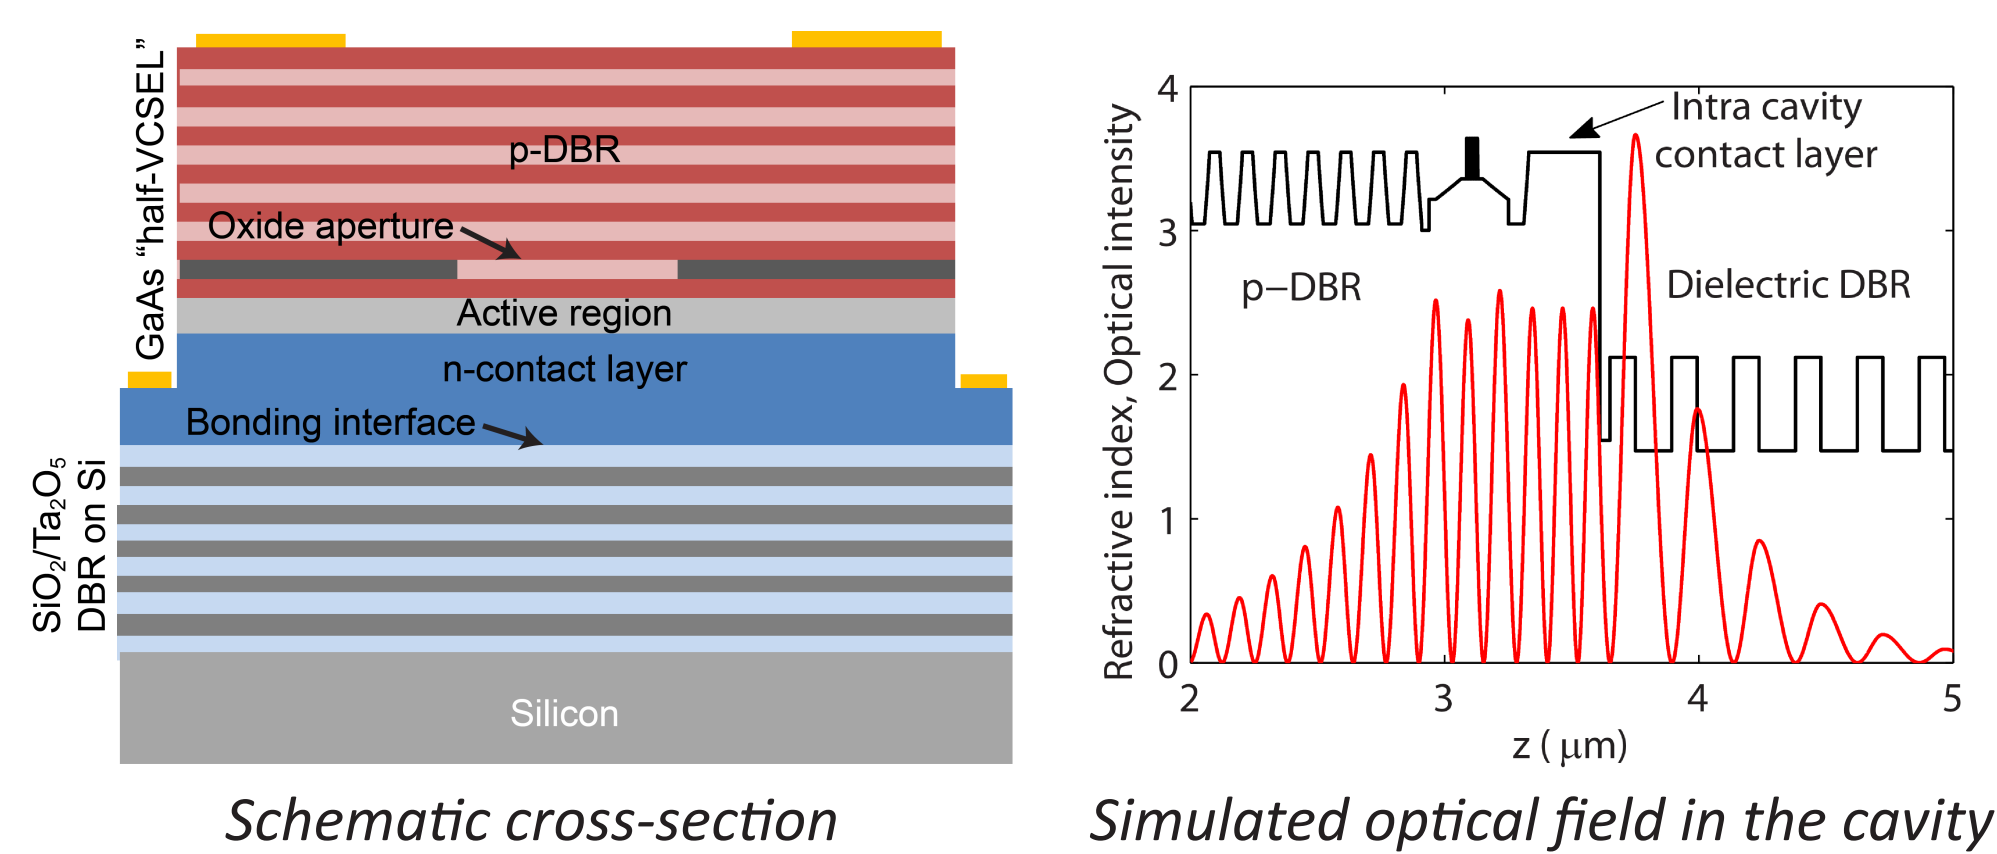 GaAs “half-VCSEL”
p-DBR
Oxide aperture
Active region
n-contact layer
Bonding interface
SiO₂/Ta₂O₅
DBR on Si
Silicon
Schematic cross-section
Refractive index, Optical intensity
4
3
2
1
0
Intra cavity
contact layer
p−DBR
Dielectric DBR
2
3
4
5
z ( μm)
Simulated optical field in the cavity